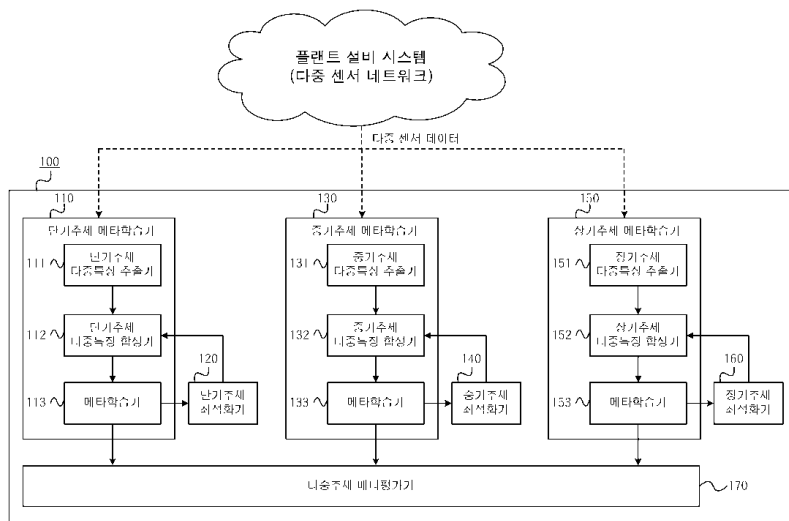 플랜트 설비 시스템
(다중 센서 네트워크)
다중 센서 데이터
100
110
130
150
단기추세 메타학습기
중기추세 메타학습기
장기추세 메타학습기
111
단기추세
다중특징 추출기
131
중기추세
다중특징 추출기
151
장기추세
다중특징 추출기
112
단기추세
다중특징 합성기
132
중기추세
다중특징 합성기
152
장기추세
다중특징 합성기
120
140
160
113
메타학습기
단기추세
최적화기
133
메타학습기
중기추세
최적화기
153
메타학습기
장기추세
최적화기
다중추세 메타평가기
170